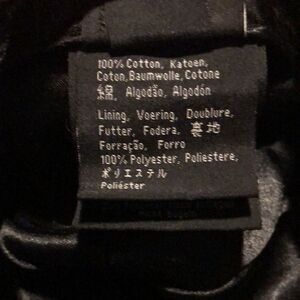 100% Cotton, Katoen,
Coton,Baumwolle,Cotone
綿, Algodão, Algodón
Lining, Voering, Doublure,
Futter, Fodera, 裏地
Forração, Forro
100% Polyester, Poliestere,
ポリエステル
Poliéster